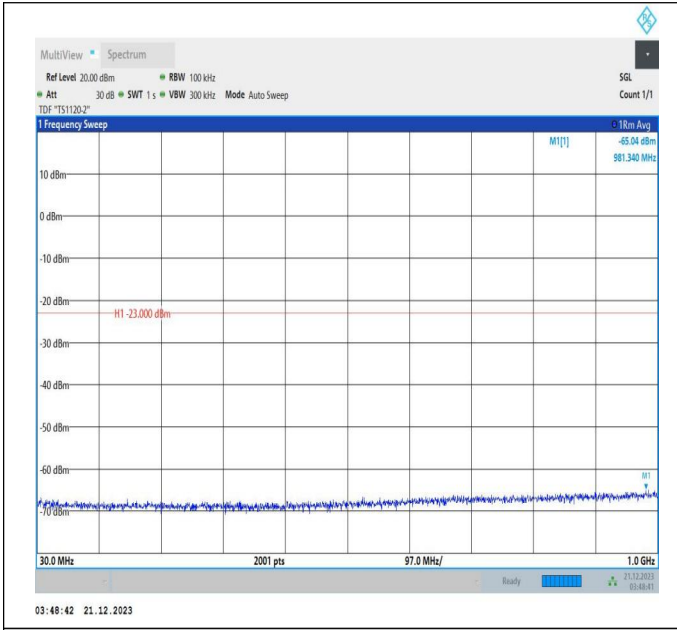 R&S
MultiView Spectrum
Ref Level 20.00 dBm RBW 100 kHz SGL
Att 30 dB SWT 1 s VBW 300 kHz Mode Auto Sweep Count 1/1
TDF "TS1120-2"
1 Frequency Sweep 1Rm Avg
M1[1] -65.04 dBm
981.340 MHz
10 dBm
0 dBm
-10 dBm
-20 dBm
H1 -23.000 dBm
-30 dBm
-40 dBm
-50 dBm
-60 dBm
M1
-70 dBm
30.0 MHz 2001 pts 97.0 MHz/ 1.0 GHz
Ready 21.12.2023
03:48:41
03:48:42 21.12.2023